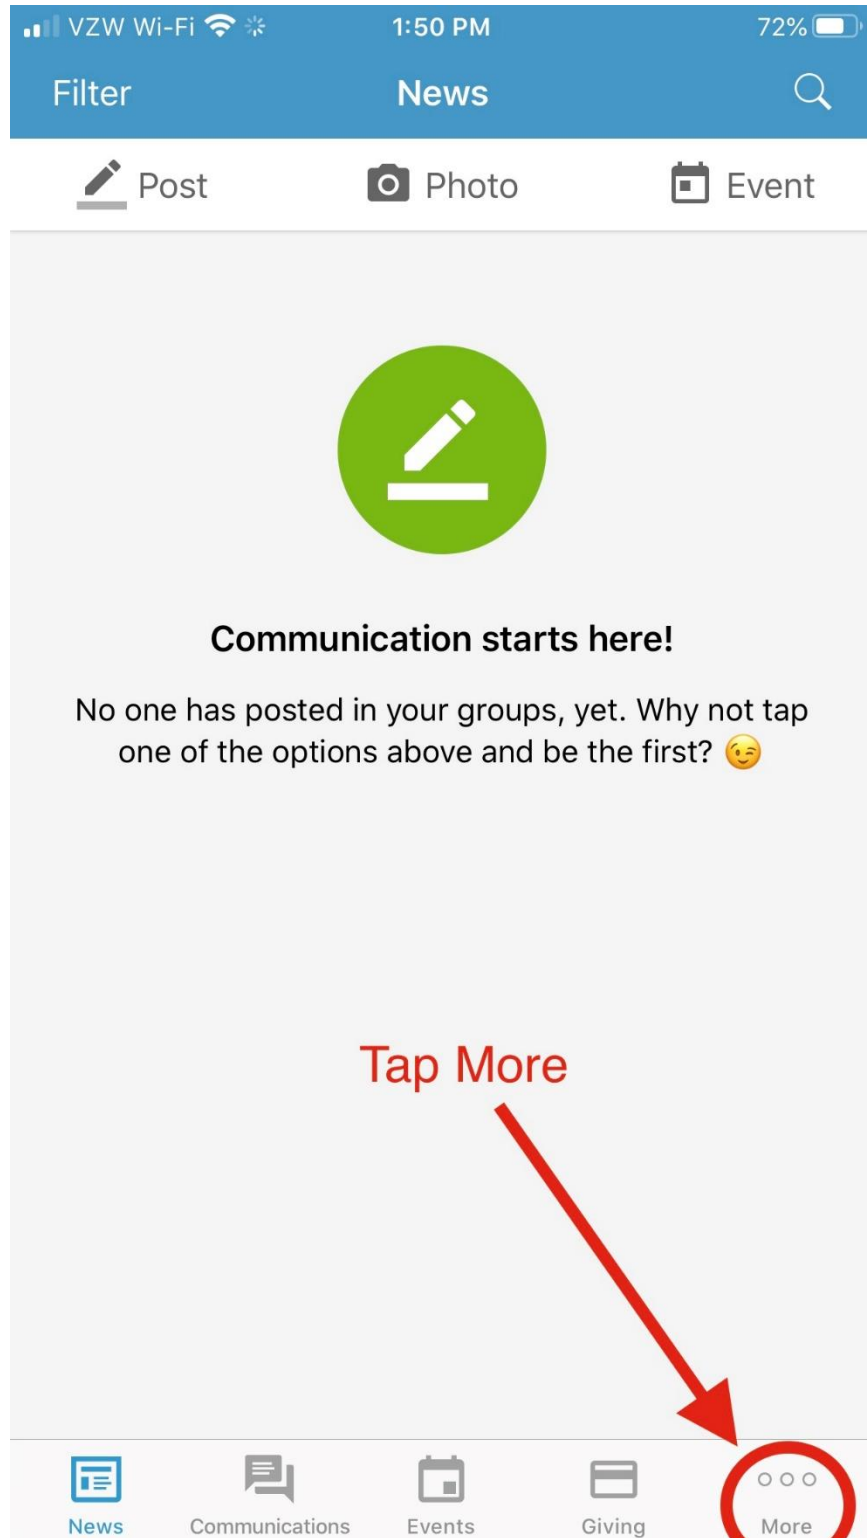 VZW Wi-Fi 1:50 PM 72%
Filter News
Post Photo Event
Communication starts here!
No one has posted in your groups, yet. Why not tap
one of the options above and be the first? 😉
Tap More
News Communications Events Giving More